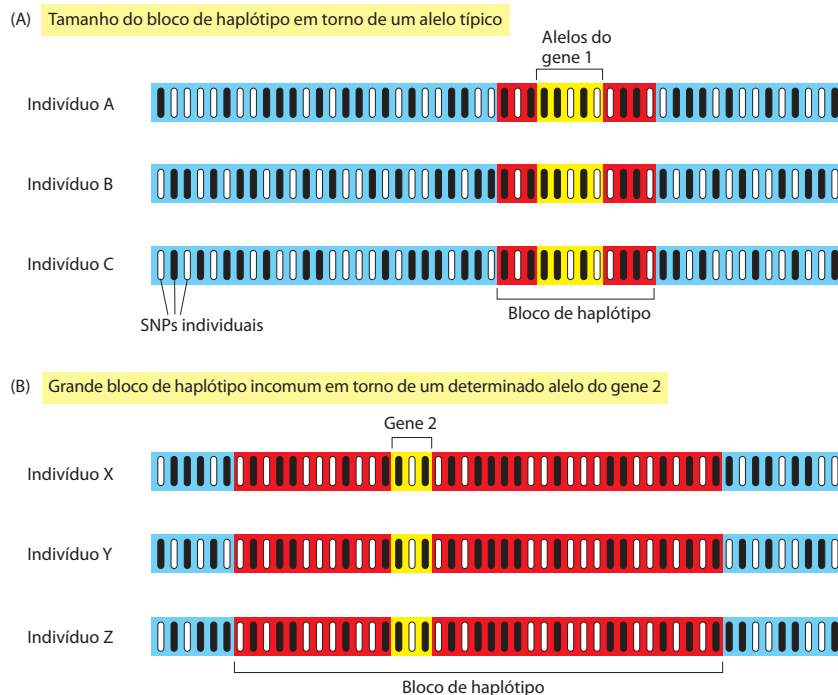 (A) Tamanho do bloco de haplótipo em torno de um alelo típico
Alelos do
gene 1
Indivíduo A
Indivíduo B
Indivíduo C
SNPs individuais
Bloco de haplótipo
(B) Grande bloco de haplótipo incomum em torno de um determinado alelo do gene 2
Gene 2
Indivíduo X
Indivíduo Y
Indivíduo Z
Bloco de haplótipo